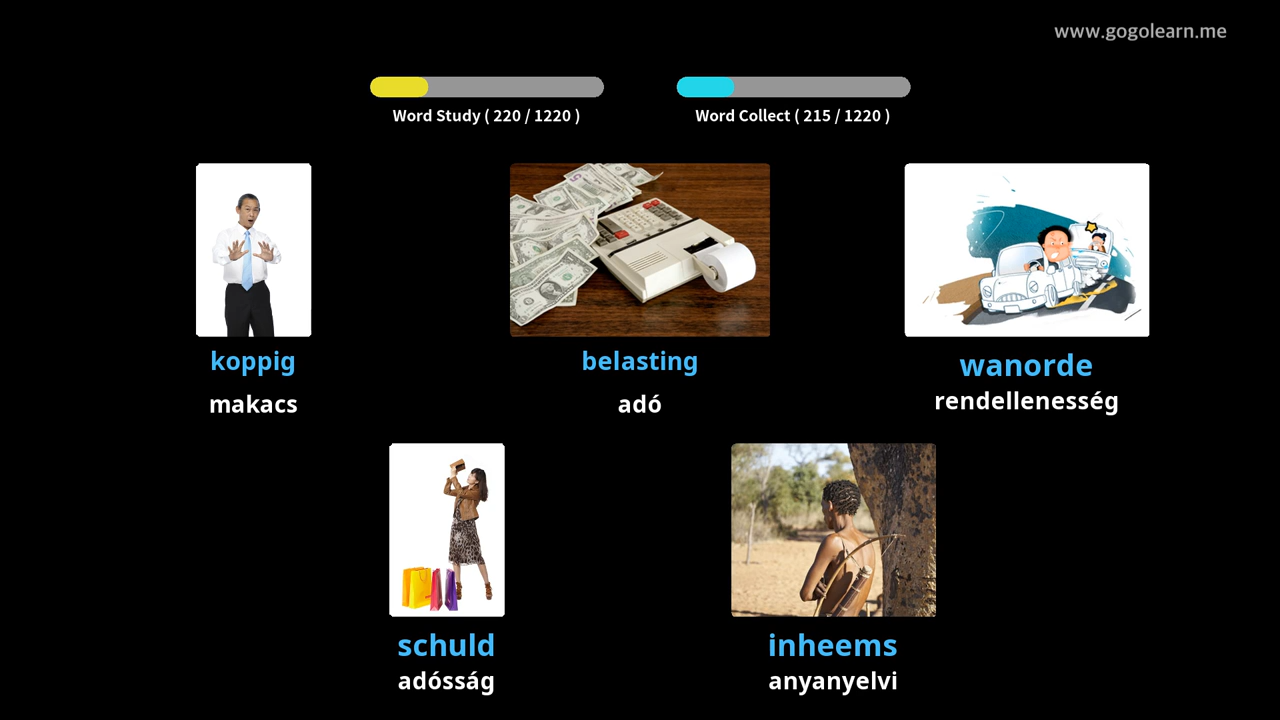 www.gogolearn.me
Word Study ( 220 / 1220 )
Word Collect ( 215 / 1220 )
koppig
makacs
belasting
adó
wanorde
rendellenesség
schuld
adósság
inheems
anyanyelvi